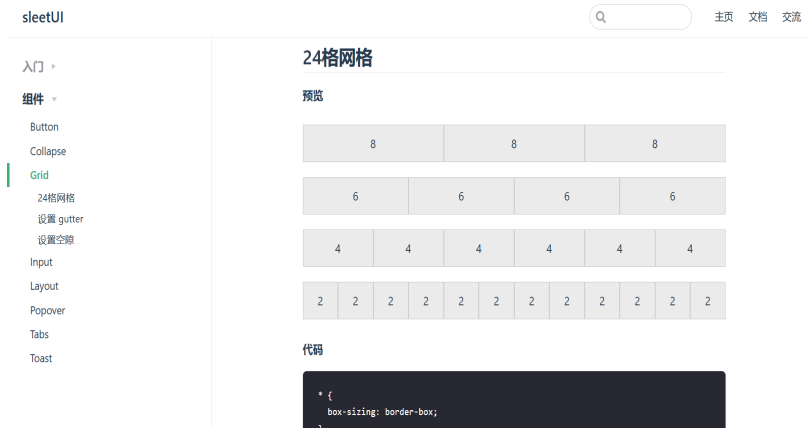 sleetUI
主页 文档 交流
入门
组件
Button
Collapse
Grid
24格网格
设置 gutter
设置空隙
Input
Layout
Popover
Tabs
Toast
24格网格
预览
8 8 8
6 6 6 6
4 4 4 4 4 4
2 2 2 2 2 2 2 2 2 2 2 2
代码
* {
box-sizing: border-box;